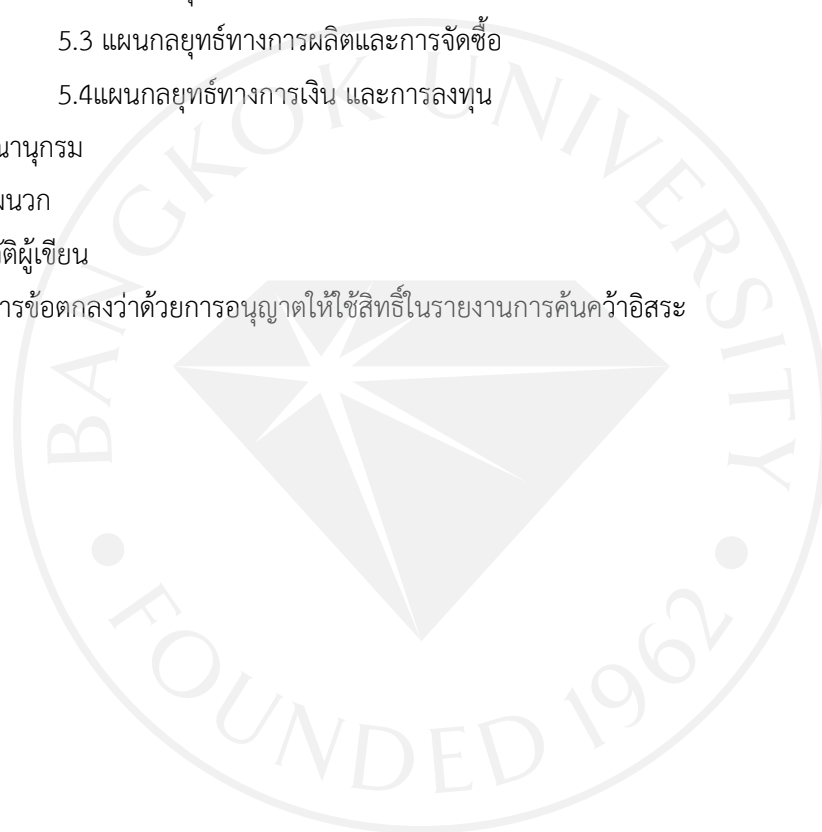 5.3 แผนกลยุทธ์ทางการผลิตและการจัดซื้อ
5.4แผนกลยุทธ์ทางการเงิน และการลงทุน
ณานุกรม
ผนวก
ัติผู้เขียน
ารข้อตกลงว่าด้วยการอนุญาตให้ใช้สิทธิ์ในรายงานการค้นคว้าอิสระ
BANGKOK UNIVERSITY
FOUNDED 1962